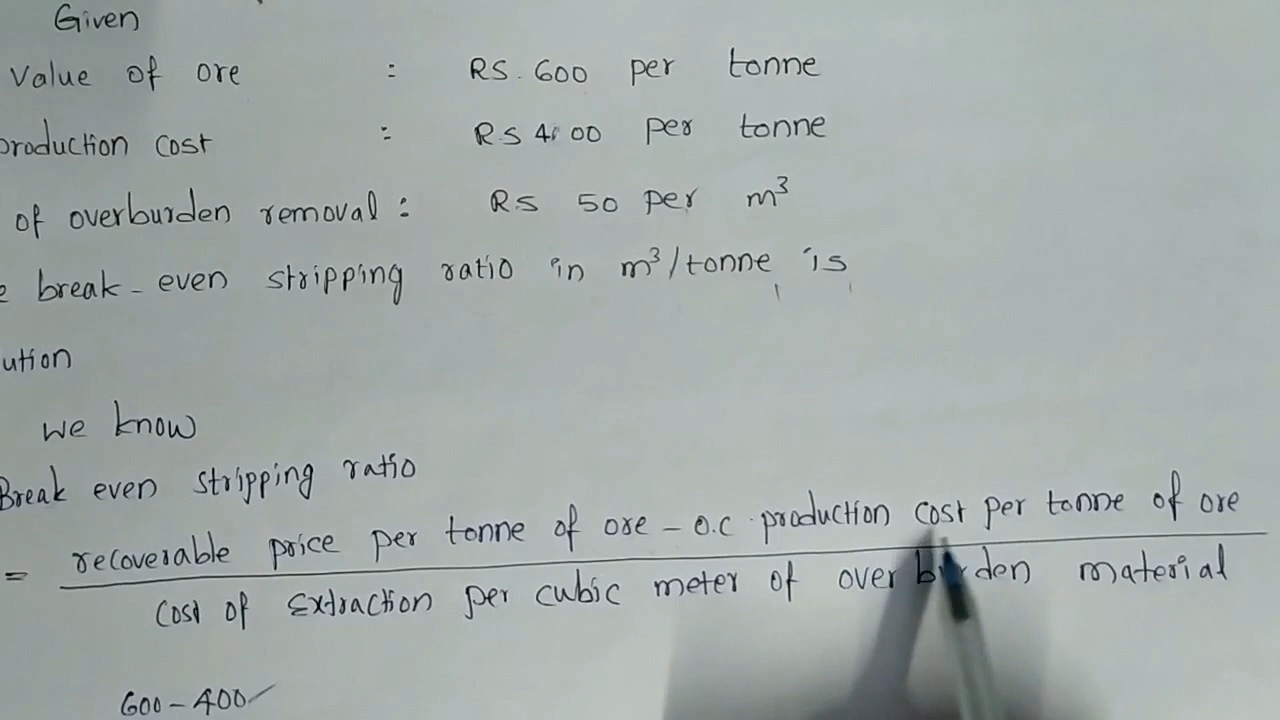 Given
Value of ore : RS. 600 per tonne
production cost : RS 400 per tonne
of overburden removal : RS 50 per m³
break-even stripping ratio in m³/tonne is
ution
We know
Break even stripping ratio
= recoverable price per tonne of ore - o.c production cost per tonne of ore
Cost of Extraction per cubic meter of over burden material
600-400